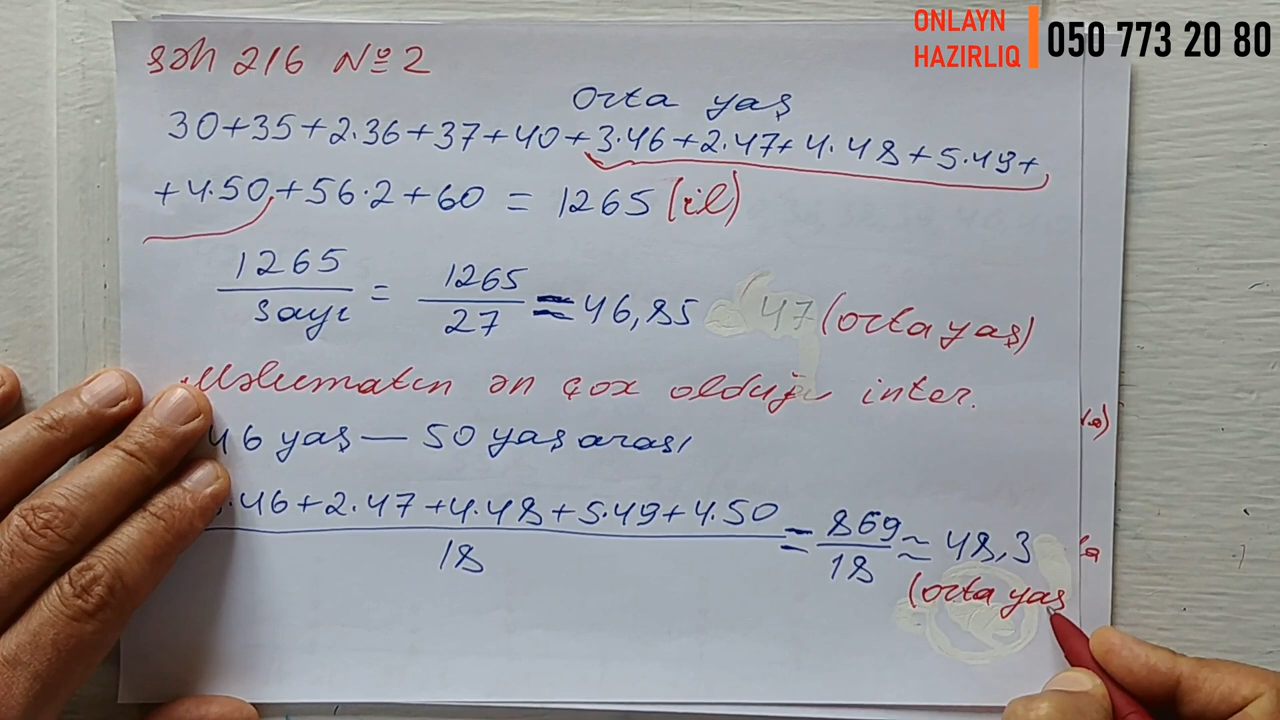 ONLAYN
HAZIRLIQ
050 773 20 80
səh 216 №2
Orta yaş
30+35+2.36+37+40+3.46+2.47+4.48+5.49+
+4.50+56.2+60 = 1265 (il)
1265/sayı = 1265/27 ≈ 46,85 47 (orta yaş)
Məlumatın ən çox olduğu inter.
46 yaş — 50 yaş arası
.46+2.47+4.48+5.49+4.50/18 = 869/18 ≈ 48,3
(orta yaş